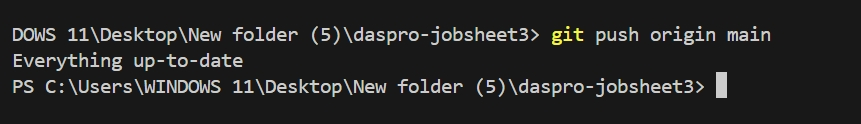 DOWS 11\Desktop\New folder (5)\daspro-jobsheet3> git push origin main
Everything up-to-date
PS C:\Users\WINDOWS 11\Desktop\New folder (5)\daspro-jobsheet3>